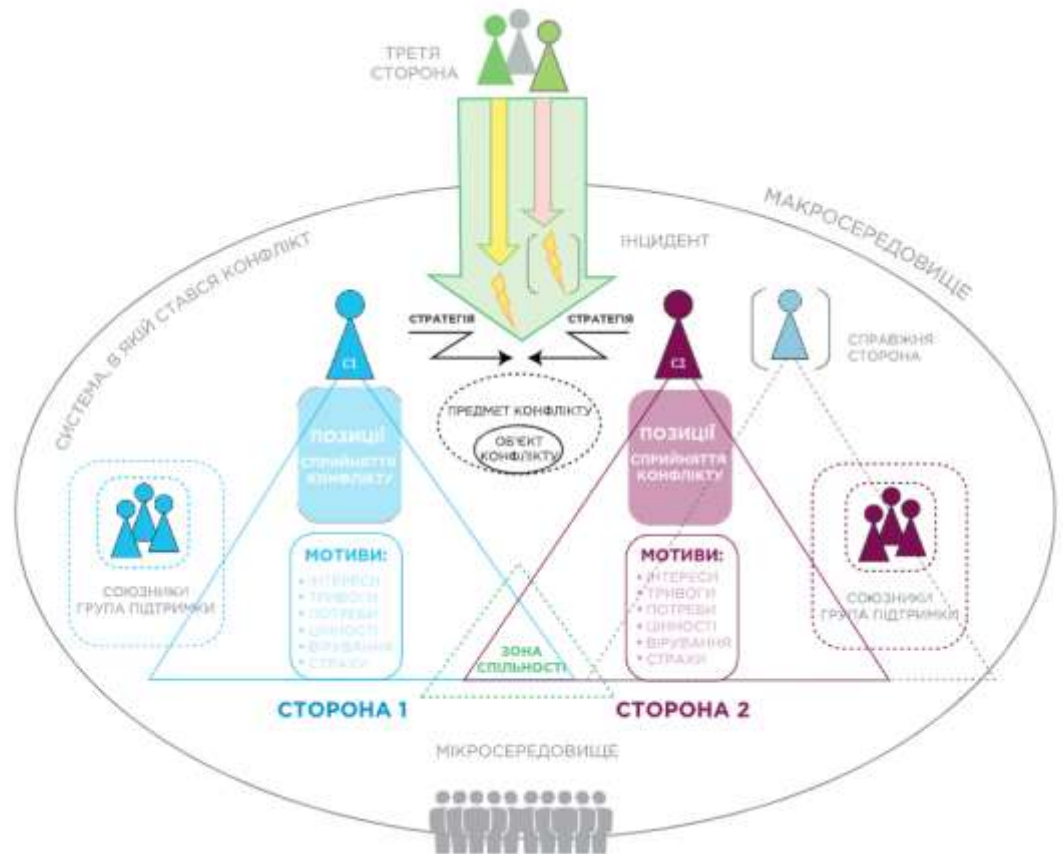 ТРЕТЯ
СТОРОНА
МАКРОСЕРЕДОВИЩЕ
СИСТЕМА, В ЯКІЙ СТАВСЯ КОНФЛІКТ
ІНЦИДЕНТ
СТРАТЕГІЯ
СТРАТЕГІЯ
СПРАВЖНЯ
СТОРОНА
С1
С2
ПРЕДМЕТ КОНФЛІКТУ
ОБ'ЄКТ
КОНФЛІКТУ
ПОЗИЦІЇ
СПРИЙНЯТТЯ
КОНФЛІКТУ
ПОЗИЦІЇ
СПРИЙНЯТТЯ
КОНФЛІКТУ
СОЮЗНИКИ
ГРУПА ПІДТРИМКИ
МОТИВИ:
• ІНТЕРЕСИ
• ТРИВОГИ
• ПОТРЕБИ
• ЦІННОСТІ
• ВІРУВАННЯ
• СТРАХИ
ЗОНА
СПІЛЬНОСТІ
МОТИВИ:
• ІНТЕРЕСИ
• ТРИВОГИ
• ПОТРЕБИ
• ЦІННОСТІ
• ВІРУВАННЯ
• СТРАХИ
СОЮЗНИКИ
ГРУПА ПІДТРИМКИ
СТОРОНА 1
СТОРОНА 2
МІКРОСЕРЕДОВИЩЕ